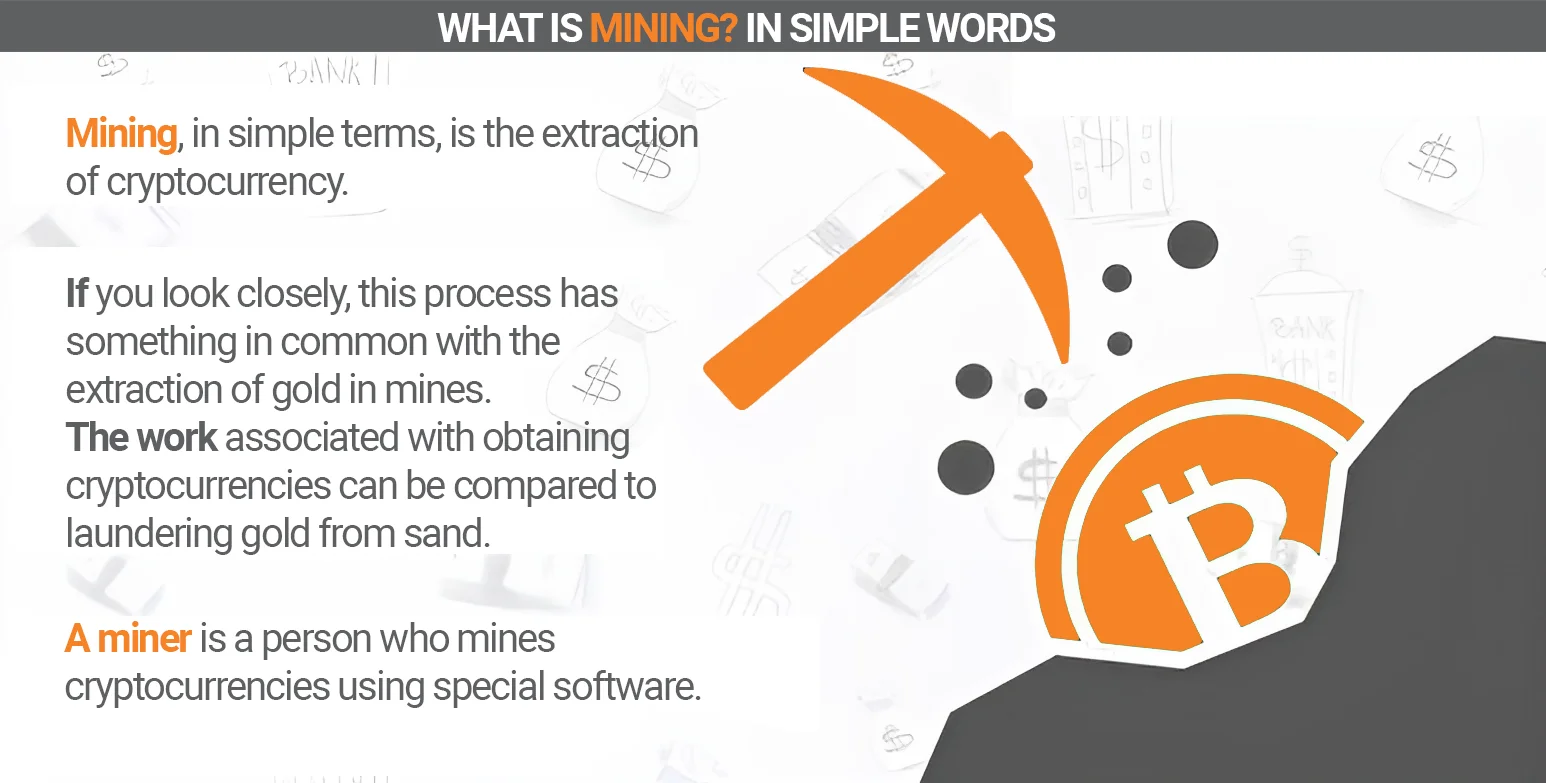 WHAT IS MINING? IN SIMPLE WORDS
BANK
Mining, in simple terms, is the extraction
of cryptocurrency.
If you look closely, this process has
something in common with the
extraction of gold in mines.
The work associated with obtaining
cryptocurrencies can be compared to
laundering gold from sand.
A miner is a person who mines
cryptocurrencies using special software.
$
$
$
$
$
$
BANK
$
$